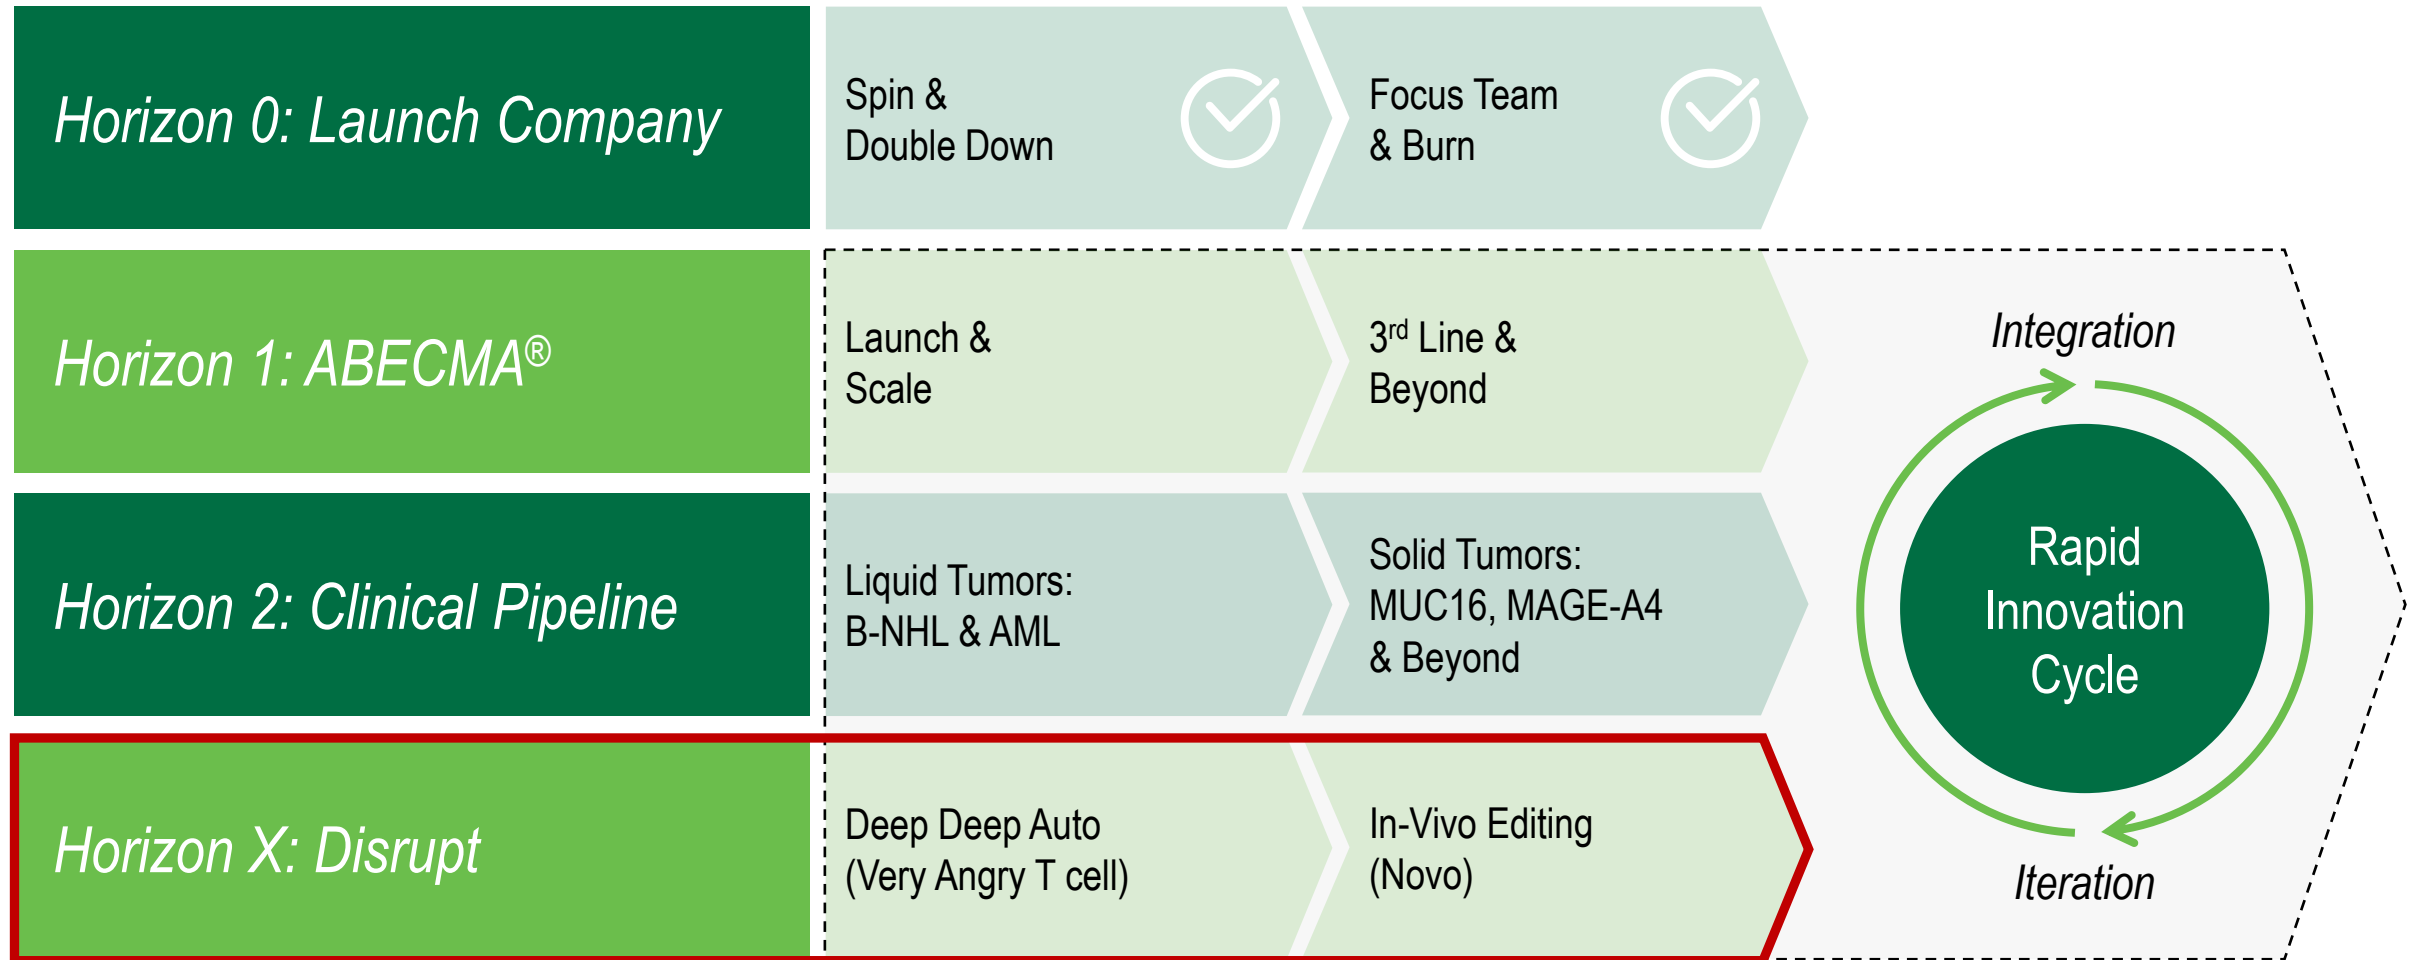 Horizon 0: Launch Company
Spin &
Double Down
Focus Team
& Burn
Horizon 1: ABECMA®
Launch &
Scale
3rd Line &
Beyond
Horizon 2: Clinical Pipeline
Liquid Tumors:
B-NHL & AML
Solid Tumors:
MUC16, MAGE-A4
& Beyond
Horizon X: Disrupt
Deep Deep Auto
(Very Angry T cell)
In-Vivo Editing
(Novo)
Integration
Rapid
Innovation
Cycle
Iteration